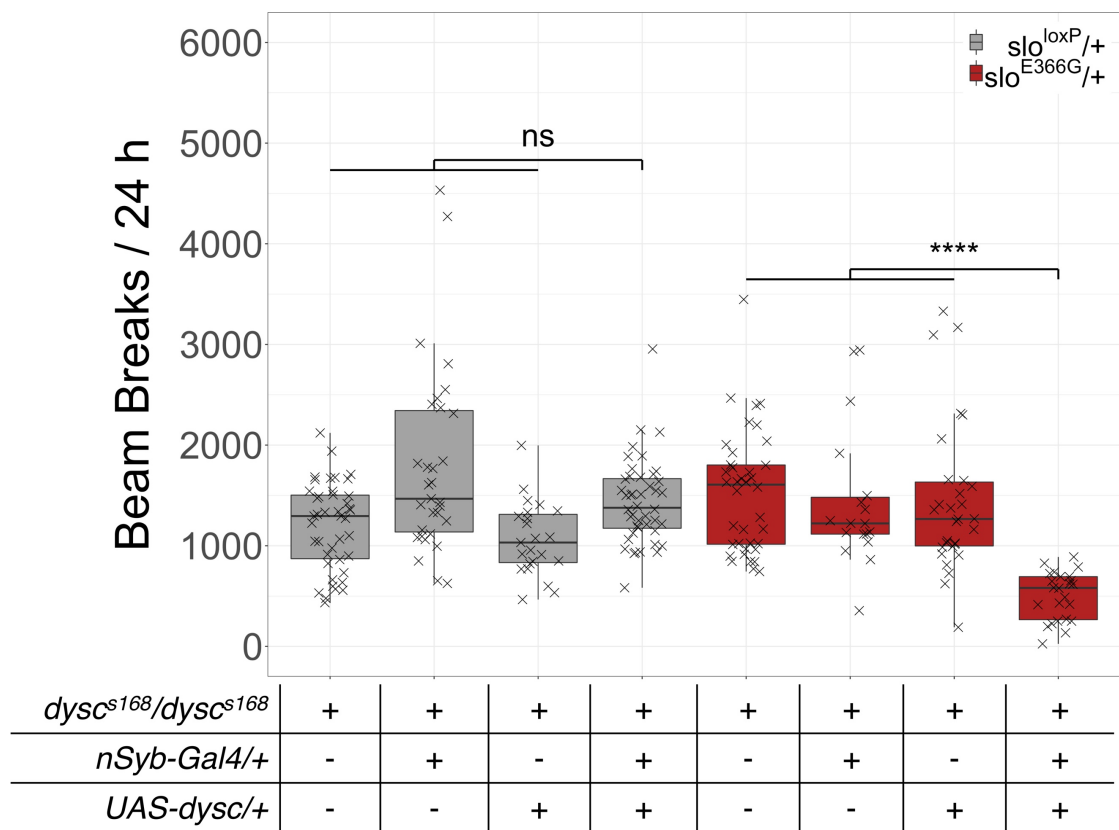 6000
slo^loxP/+
slo^E366G/+
5000
ns
4000
****
3000
2000
1000
0
Beam Breaks / 24 h
dysc^s168/dysc^s168 + + + + + + + +
nSyb-Gal4/+ - + - + - + - +
UAS-dysc/+ - - + + - - + +